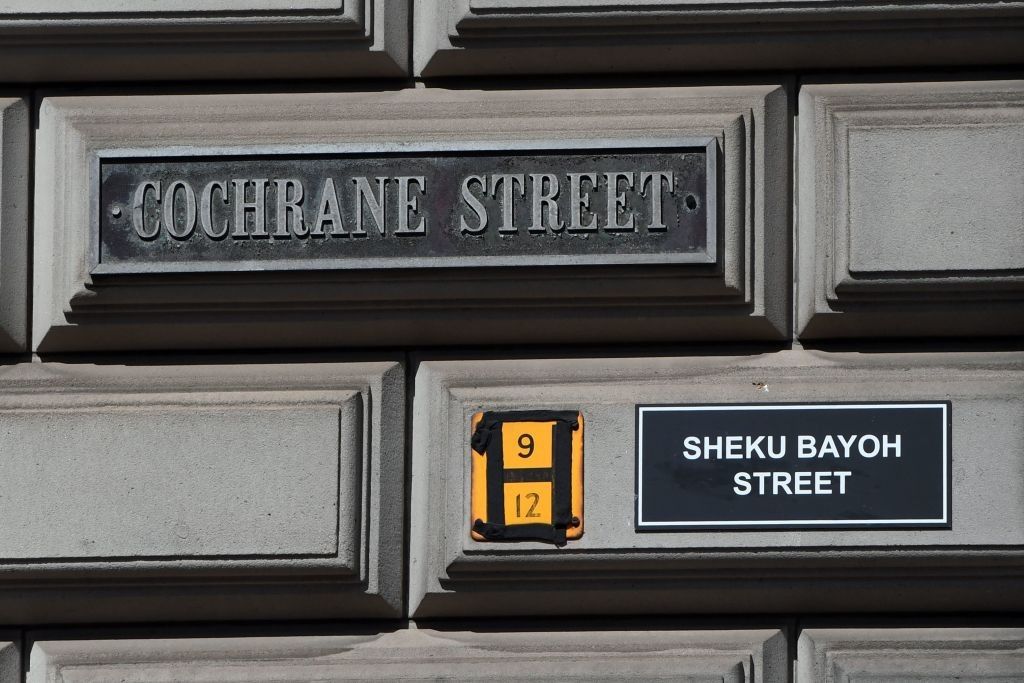 COCHRANE STREET
9
12
SHEKU BAYOH
STREET